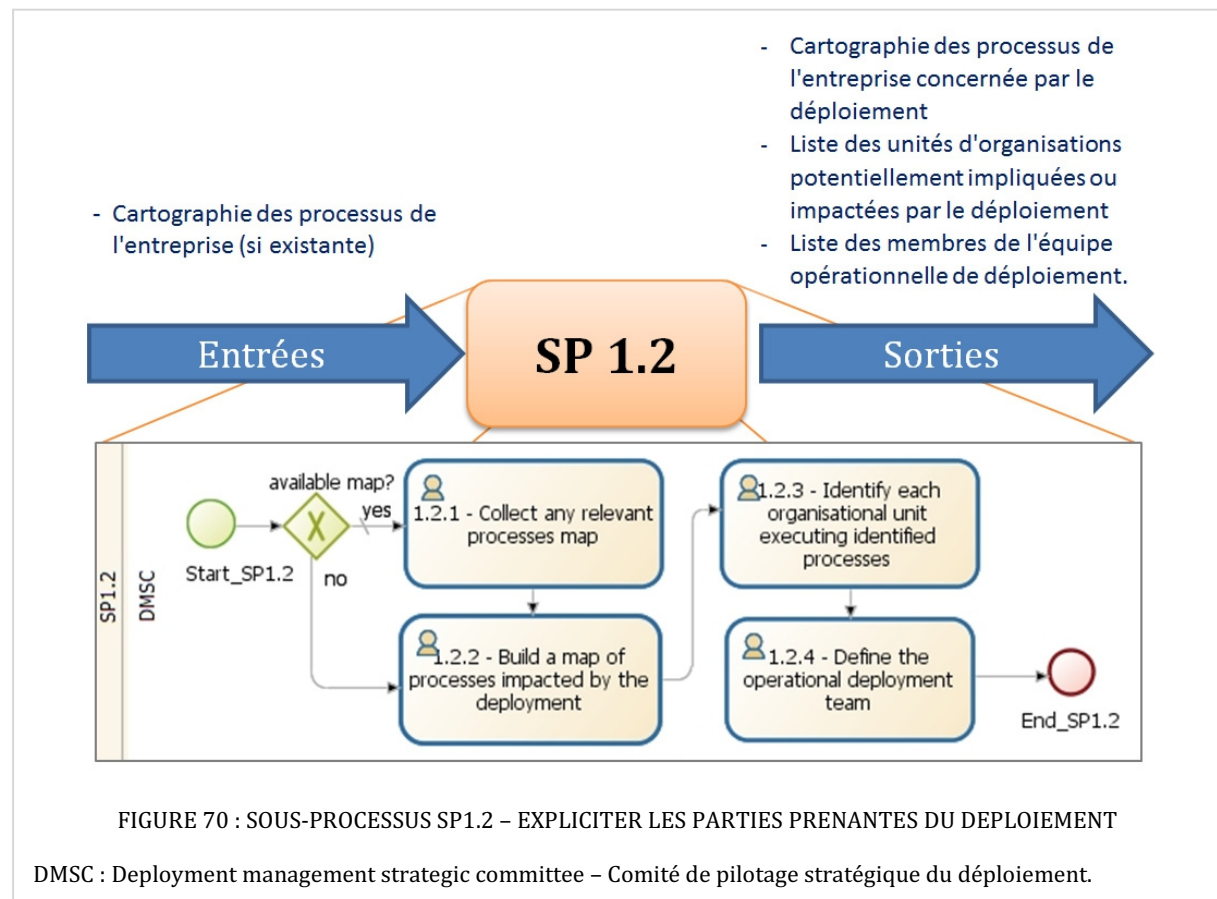 - Cartographie des processus de
l'entreprise (si existante)
- Cartographie des processus de
l'entreprise concernée par le
déploiement
- Liste des unités d'organisations
potentiellement impliquées ou
impactées par le déploiement
- Liste des membres de l'équipe
opérationnelle de déploiement.
Entrées
SP 1.2
Sorties
SP1.2
DMSC
Start_SP1.2
available map?
X
yes
no
1.2.1 - Collect any relevant
processes map
1.2.2 - Build a map of
processes impacted by the
deployment
1.2.3 - Identify each
organisational unit
executing identified
processes
1.2.4 - Define the
operational deployment
team
End_SP1.2
FIGURE 70 : SOUS-PROCESSUS SP1.2 – EXPLICITER LES PARTIES PRENANTES DU DEPLOIEMENT
DMSC : Deployment management strategic committee – Comité de pilotage stratégique du déploiement.